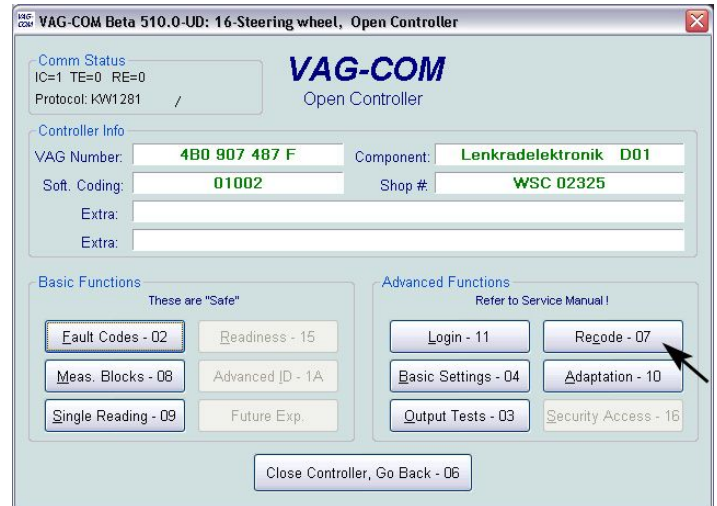 VAG-COM Beta 510.0-UD: 16-Steering wheel, Open Controller
Comm Status
IC=1 TE=0 RE=0
Protocol: KW1281 /
VAG-COM
Open Controller
Controller Info
VAG Number: 4B0 907 487 F Component: Lenkradelektronik D01
Soft. Coding: 01002 Shop #: WSC 02325
Extra:
Extra:
Basic Functions
These are "Safe"
Fault Codes - 02 Readiness - 15
Meas. Blocks - 08 Advanced ID - 1A
Single Reading - 09 Future Exp.
Advanced Functions
Refer to Service Manual !
Login - 11 Recode - 07
Basic Settings - 04 Adaptation - 10
Output Tests - 03 Security Access - 16
Close Controller, Go Back - 06